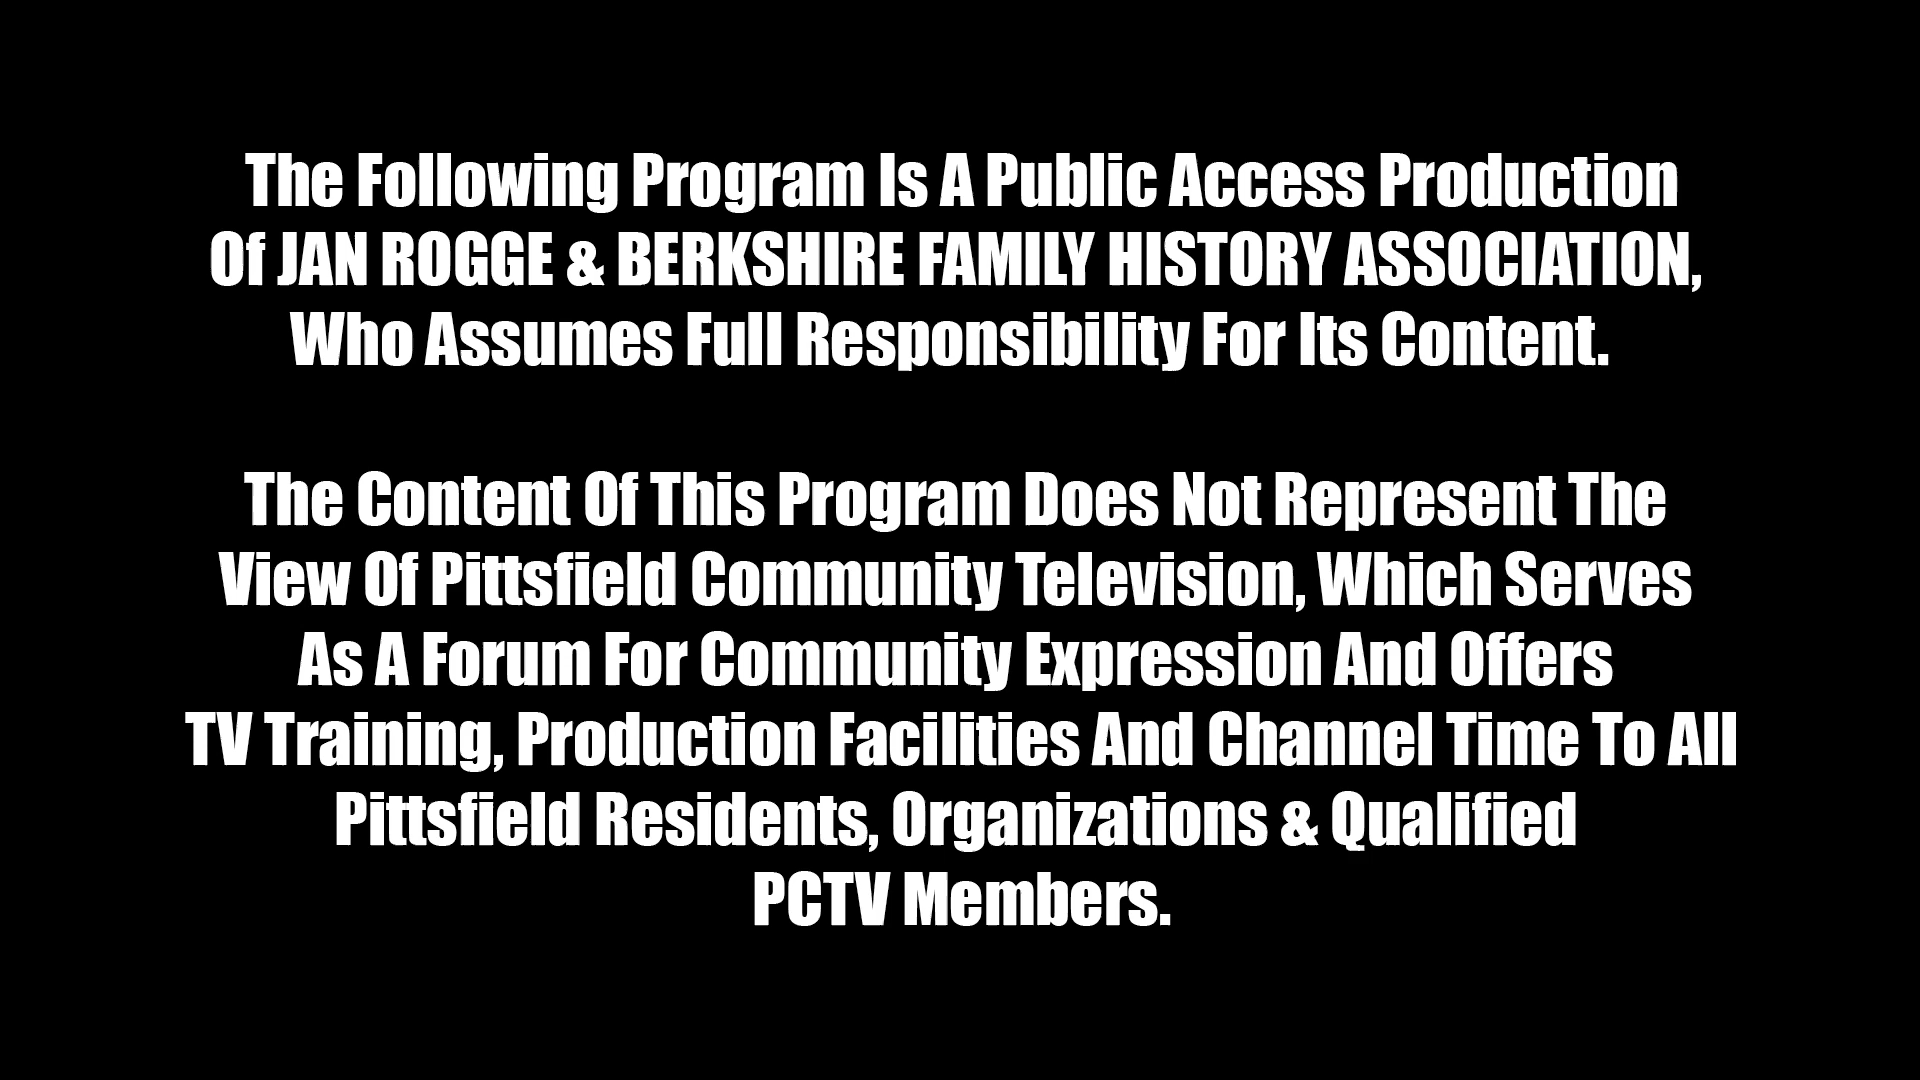 The Following Program Is A Public Access Production
Of JAN ROGGE & BERKSHIRE FAMILY HISTORY ASSOCIATION,
Who Assumes Full Responsibility For Its Content.
The Content Of This Program Does Not Represent The
View Of Pittsfield Community Television, Which Serves
As A Forum For Community Expression And Offers
TV Training, Production Facilities And Channel Time To All
Pittsfield Residents, Organizations & Qualified
PCTV Members.